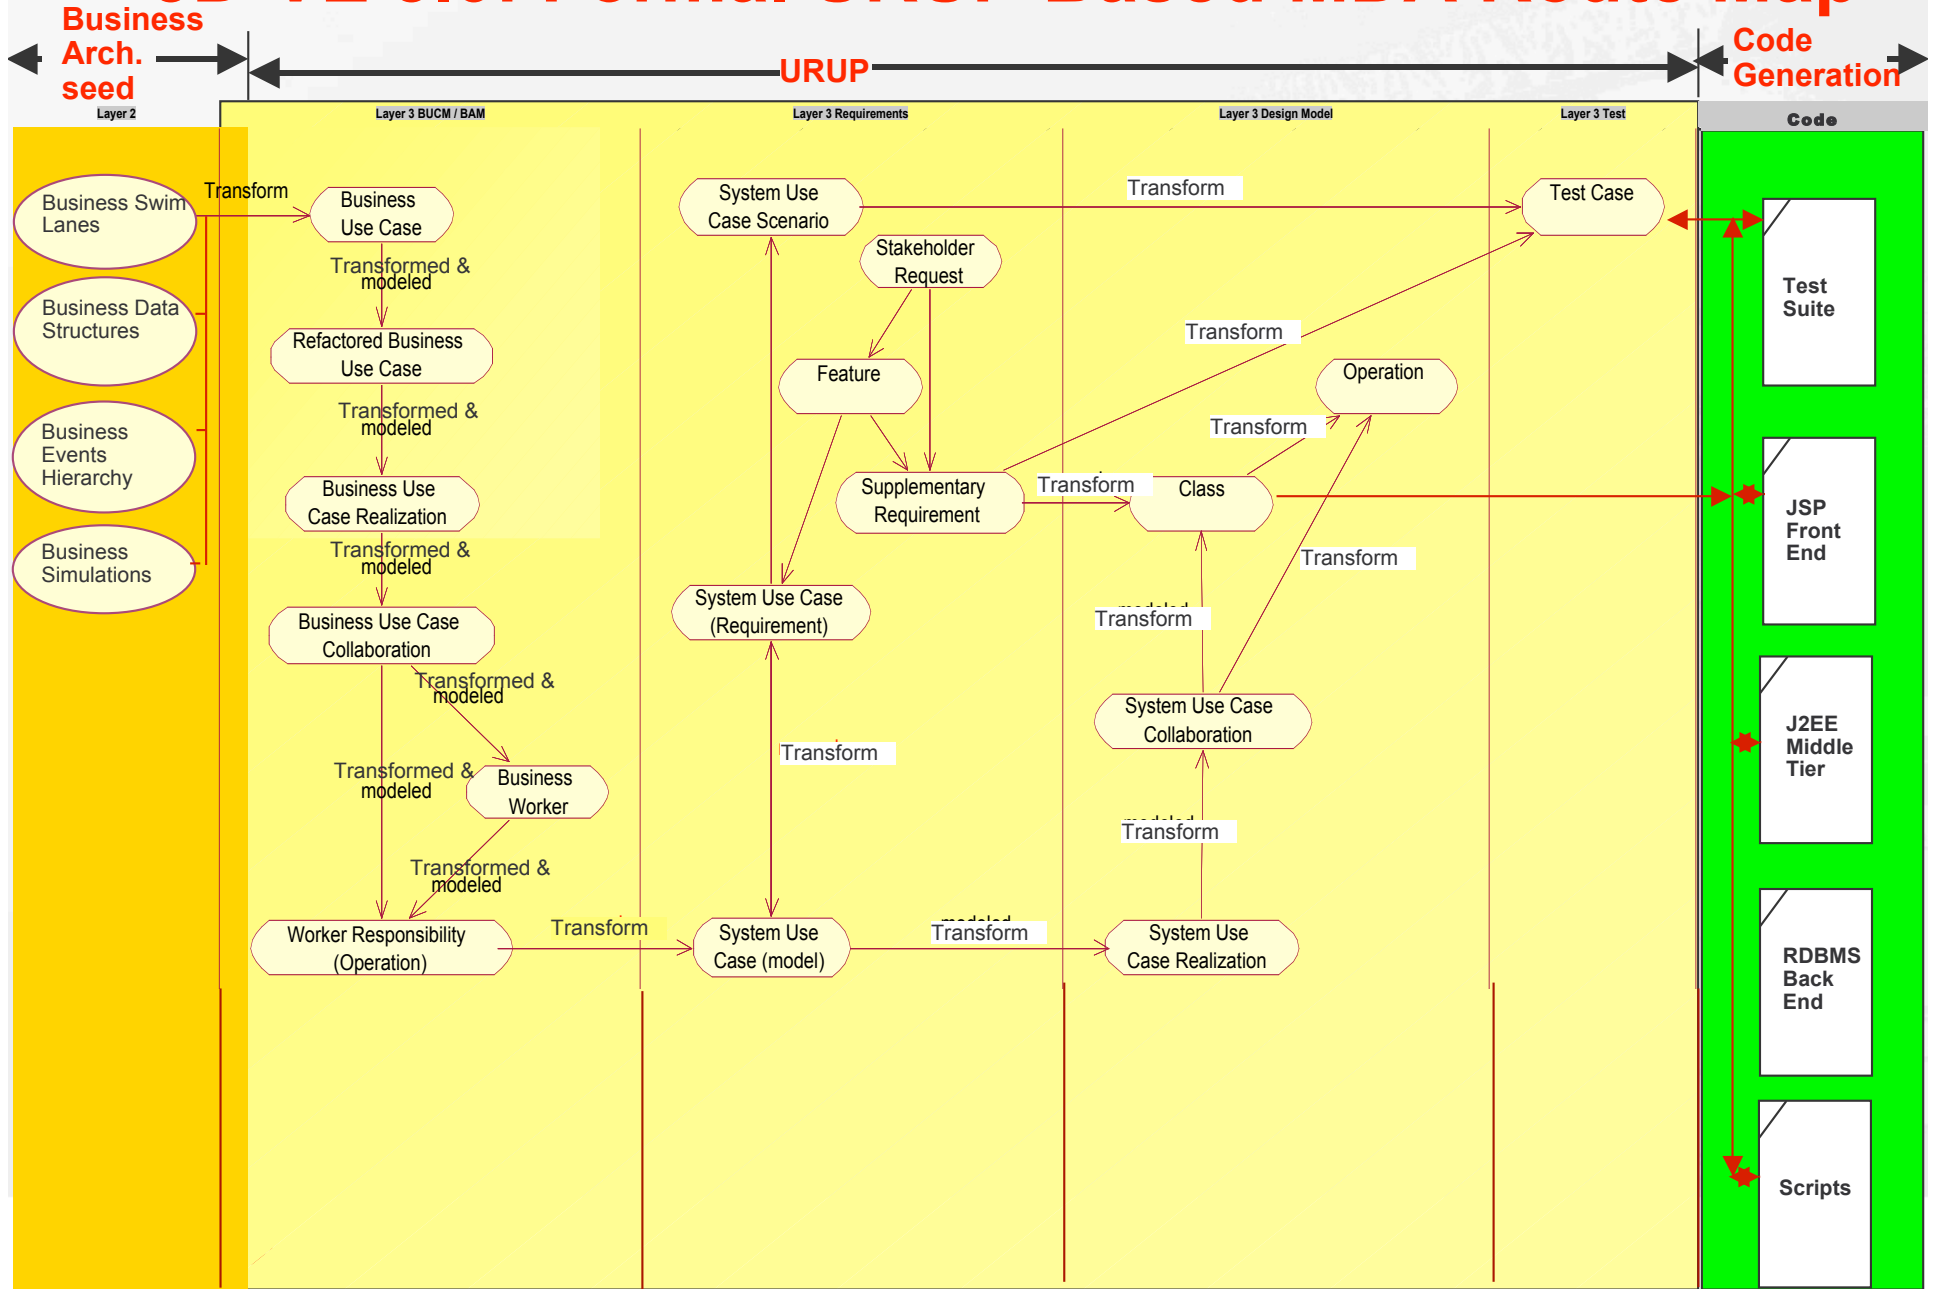 Business
Arch.
seed
URUP
Code
Generation
Layer 2
Layer 3 BUCM / BAM
Layer 3 Requirements
Layer 3 Design Model
Layer 3 Test
Code
Business Swim
Lanes
Business Data
Structures
Business
Events
Hierarchy
Business
Simulations
Transform
Business
Use Case
Transformed &
modeled
Refactored Business
Use Case
Transformed &
modeled
Business Use
Case Realization
Transformed &
modeled
Business Use Case
Collaboration
Transformed &
modeled
Transformed &
modeled
Business
Worker
Transformed &
modeled
Worker Responsibility
(Operation)
Transform
System Use
Case Scenario
Stakeholder
Request
Feature
Supplementary
Requirement
System Use Case
(Requirement)
Transform
System Use
Case (model)
modeled
Transform
Transform
Transform
Operation
Transform
Transform
Class
Transform
modeled
Transform
System Use Case
Collaboration
modeled
Transform
System Use
Case Realization
Test Case
Test
Suite
JSP
Front
End
J2EE
Middle
Tier
RDBMS
Back
End
Scripts